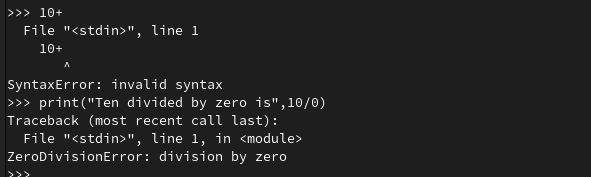 >>> 10+
  File "<stdin>", line 1
    10+
       ^
SyntaxError: invalid syntax
>>> print("Ten divided by zero is",10/0)
Traceback (most recent call last):
  File "<stdin>", line 1, in <module>
ZeroDivisionError: division by zero
>>>